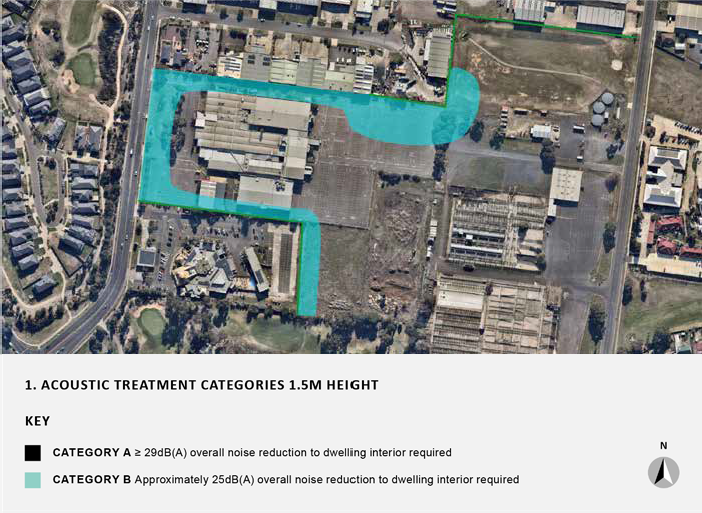 1. ACOUSTIC TREATMENT CATEGORIES 1.5M HEIGHT
KEY
N
CATEGORY A ≥ 29dB(A) overall noise reduction to dwelling interior required
CATEGORY B Approximately 25dB(A) overall noise reduction to dwelling interior required